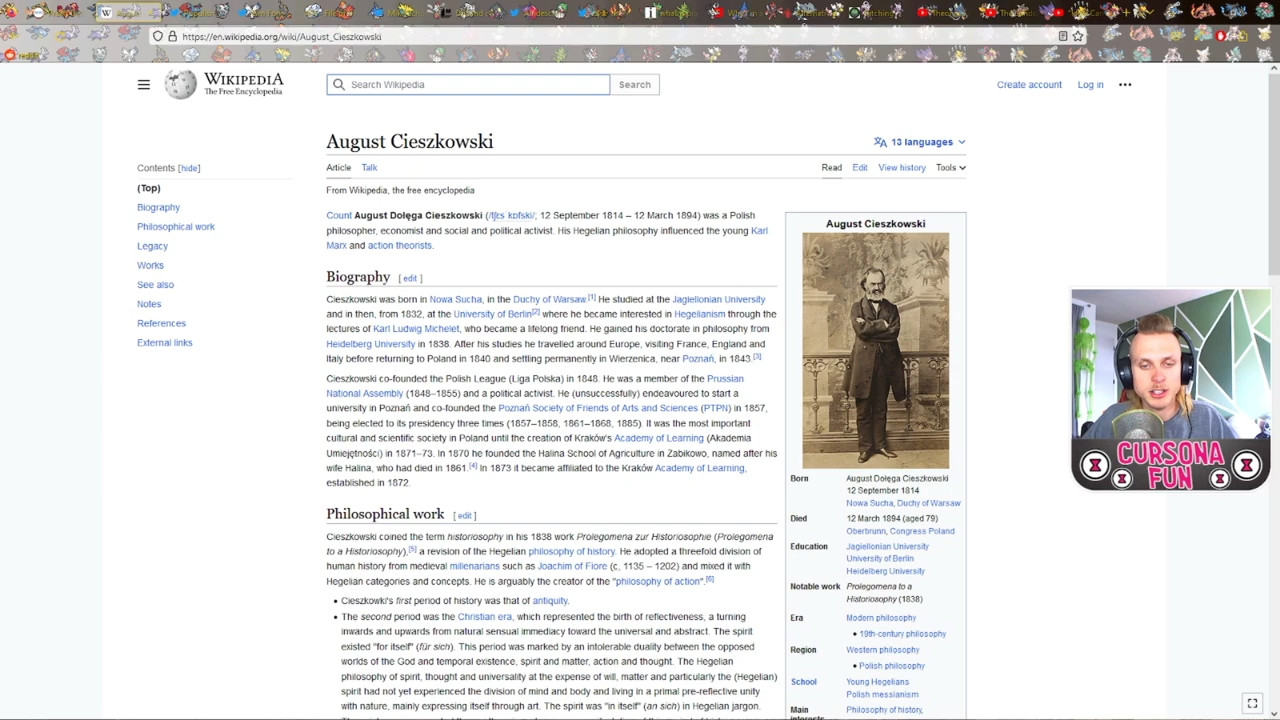 https://en.wikipedia.org/wiki/August_Cieszkowski
reddit
WIKIPEDIA
The Free Encyclopedia
Search Wikipedia
Search
Create account
Log in
August Cieszkowski
13 languages
Article
Talk
Read
Edit
View history
Tools
From Wikipedia, the free encyclopedia
Contents [hide]
(Top)
Biography
Philosophical work
Legacy
Works
See also
Notes
References
External links
Count August Dołęga Cieszkowski (/tʃɛs kɒfski/; 12 September 1814 – 12 March 1894) was a Polish
philosopher, economist and social and political activist. His Hegelian philosophy influenced the young Karl
Marx and action theorists.
Biography [ edit ]
Cieszkowski was born in Nowa Sucha, in the Duchy of Warsaw.[1] He studied at the Jagiellonian University
and in then, from 1832, at the University of Berlin[2] where he became interested in Hegelianism through the
lectures of Karl Ludwig Michelet, who became a lifelong friend. He gained his doctorate in philosophy from
Heidelberg University in 1838. After his studies he travelled around Europe, visiting France, England and
Italy before returning to Poland in 1840 and settling permanently in Wierzenica, near Poznań, in 1843.[3]
Cieszkowski co-founded the Polish League (Liga Polska) in 1848. He was a member of the Prussian
National Assembly (1848–1855) and a political activist. He (unsuccessfully) endeavoured to start a
university in Poznań and co-founded the Poznań Society of Friends of Arts and Sciences (PTPN) in 1857,
being elected to its presidency three times (1857–1858, 1861–1868, 1885). It was the most important
cultural and scientific society in Poland until the creation of Kraków's Academy of Learning (Akademia
Umiejętności) in 1871–73. In 1870 he founded the Halina School of Agriculture in Żabikowo, named after his
wife Halina, who had died in 1861.[4] In 1873 it became affiliated to the Kraków Academy of Learning,
established in 1872.
Philosophical work [ edit ]
Cieszkowski coined the term historiosophy in his 1838 work Prolegomena zur Historiosophie (Prolegomena
to a Historiosophy),[5] a revision of the Hegelian philosophy of history. He adopted a threefold division of
human history from medieval millenarians such as Joachim of Fiore (c. 1135 – 1202) and mixed it with
Hegelian categories and concepts. He is arguably the creator of the "philosophy of action".[6]
• Cieszkowki's first period of history was that of antiquity.
• The second period was the Christian era, which represented the birth of reflectiveness, a turning
inwards and upwards from natural sensual immediacy toward the universal and abstract. The spirit
existed "for itself" (für sich). This period was marked by an intolerable duality between the opposed
worlds of the God and temporal existence, spirit and matter, action and thought. The Hegelian
philosophy of spirit, thought and universality at the expense of will, matter and particularly the (Hegelian)
spirit had not yet experienced the division of mind and body and living in a primal pre-reflective unity
with nature, mainly expressing itself through art. The spirit was "in itself" (an sich) in Hegelian jargon.
August Cieszkowski
Born
August Dołęga Cieszkowski
12 September 1814
Nowa Sucha, Duchy of Warsaw
Died
12 March 1894 (aged 79)
Oberbrunn, Congress Poland
Education
Jagiellonian University
University of Berlin
Heidelberg University
Notable work
Prolegomena to a
Historiosophy (1838)
Era
Modern philosophy
• 19th-century philosophy
Region
Western philosophy
• Polish philosophy
School
Young Hegelians
Polish messianism
Main
interests
Philosophy of history,
CURSONA
FUN